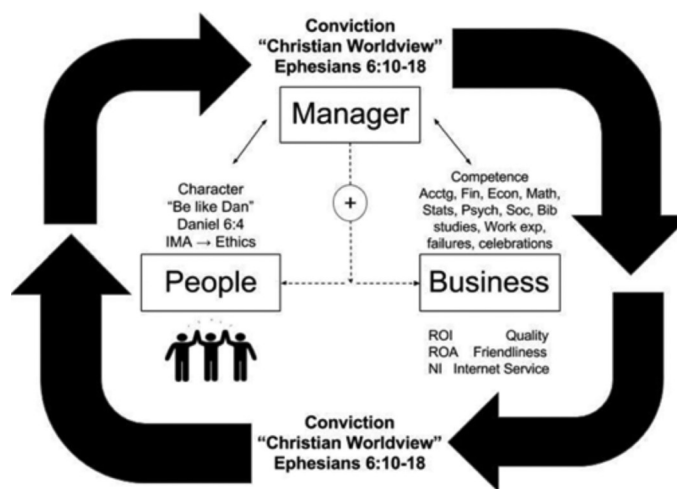 Conviction
“Christian Worldview”
Ephesians 6:10-18
Manager
Character
“Be like Dan”
Daniel 6:4
IMA → Ethics
People
+
Competence
Acctg, Fin, Econ, Math,
Stats, Psych, Soc, Bib
studies, Work exp,
failures, celebrations
Business
ROI Quality
ROA Friendliness
NI Internet Service
Conviction
“Christian Worldview”
Ephesians 6:10-18